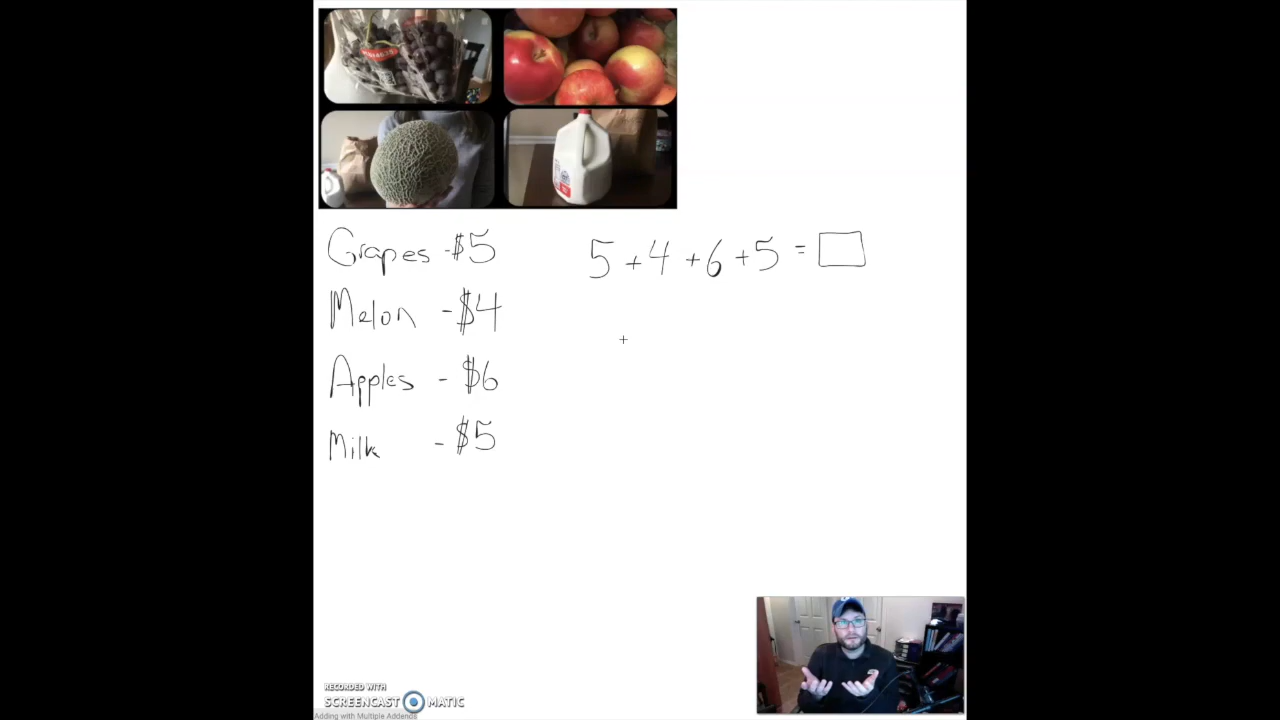 Grapes -$5
5 + 4 + 6 + 5 = □
Melon - $4
Apples - $6
Milk - $5
RECORDED WITH
SCREENCAST MATIC
Adding with Multiple Addends